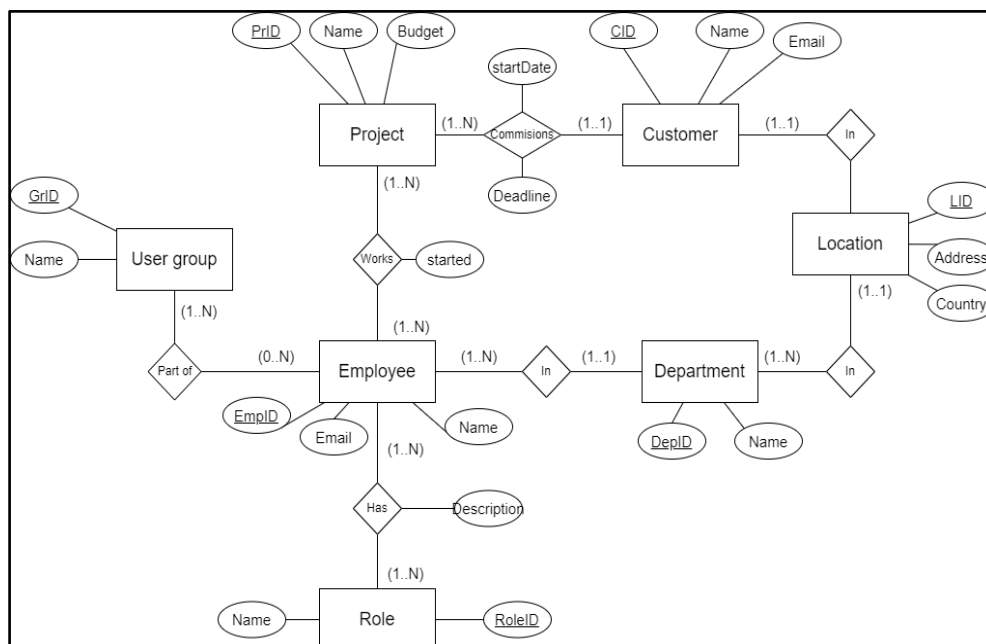 PrID
Name
Budget
CID
Name
Email
startDate
Project
(1..N)
Commisions
(1..1)
Customer
(1..1)
In
(1..N)
Deadline
GrID
LID
User group
Name
Location
Address
Works
started
Country
(1..N)
(1..1)
(1..N)
Part of
(0..N)
Employee
(1..N)
In
(1..1)
Department
(1..N)
In
EmpID
Email
Name
DepID
Name
(1..N)
Has
Description
(1..N)
Name
Role
RoleID